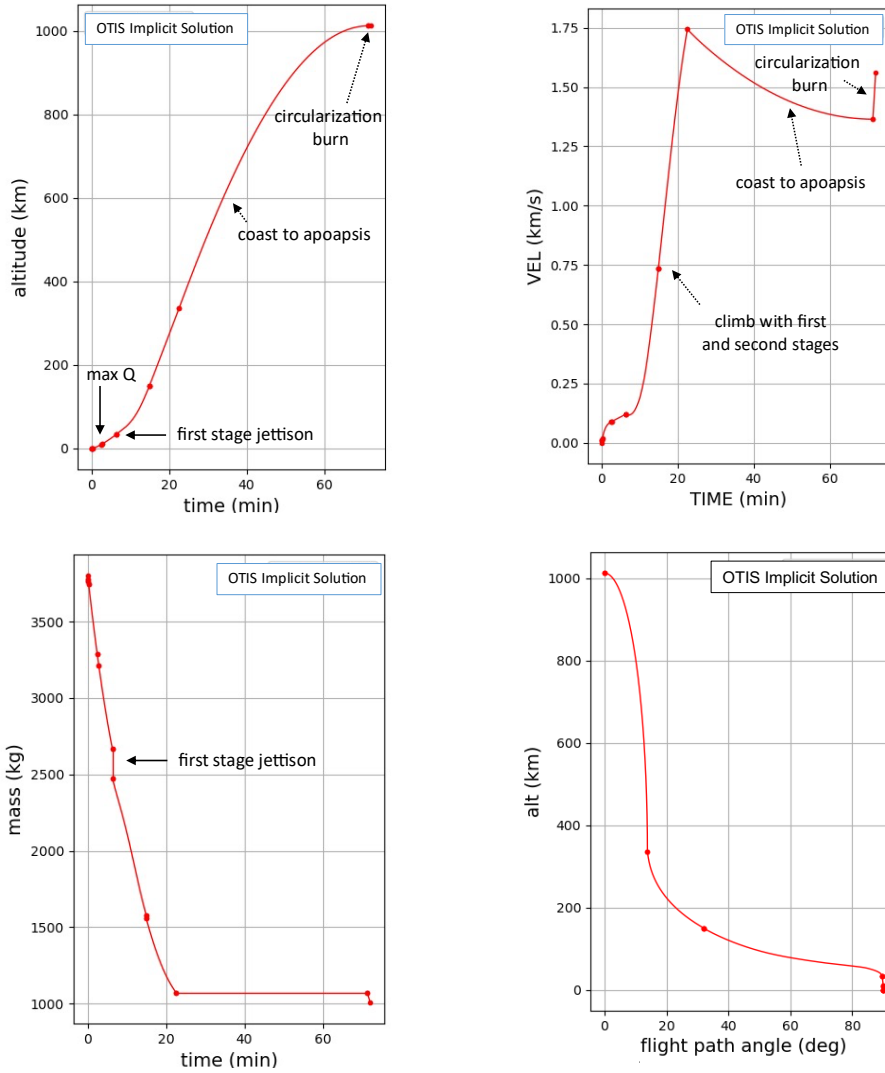 OTIS Implicit Solution
1000
800
600
400
200
0
altitude (km)
circularization
burn
coast to apoapsis
max Q
first stage jettison
0
20
40
60
time (min)
OTIS Implicit Solution
1.75
1.50
1.25
1.00
0.75
0.50
0.25
0.00
VEL (km/s)
circularization
burn
coast to apoapsis
climb with first
and second stages
0
20
40
60
TIME (min)
OTIS Implicit Solution
3500
3000
2500
2000
1500
1000
mass (kg)
first stage jettison
0
20
40
60
time (min)
OTIS Implicit Solution
1000
800
600
400
200
0
alt (km)
0
20
40
60
80
flight path angle (deg)